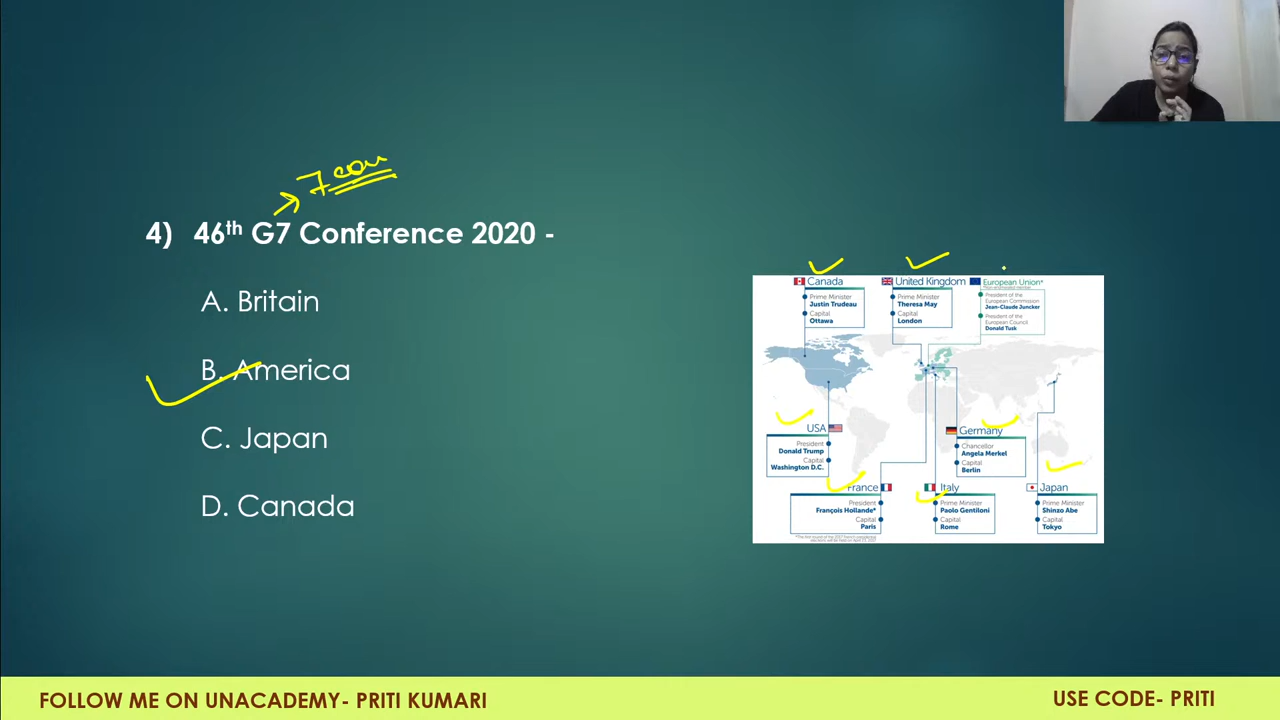 7 cou
4) 46th G7 Conference 2020 -
A. Britain
B. America
C. Japan
D. Canada
Canada
Prime Minister
Justin Trudeau
Capital
Ottawa
United Kingdom
Prime Minister
Theresa May
Capital
London
European Union*
President of the
European Commission
Jean-Claude Juncker
President of the
European Council
Donald Tusk
USA
President
Donald Trump
Capital
Washington D.C.
Germany
Chancellor
Angela Merkel
Capital
Berlin
France
President
François Hollande*
Capital
Paris
Italy
Prime Minister
Paolo Gentiloni
Capital
Rome
Japan
Prime Minister
Shinzo Abe
Capital
Tokyo
FOLLOW ME ON UNACADEMY- PRITI KUMARI
USE CODE- PRITI